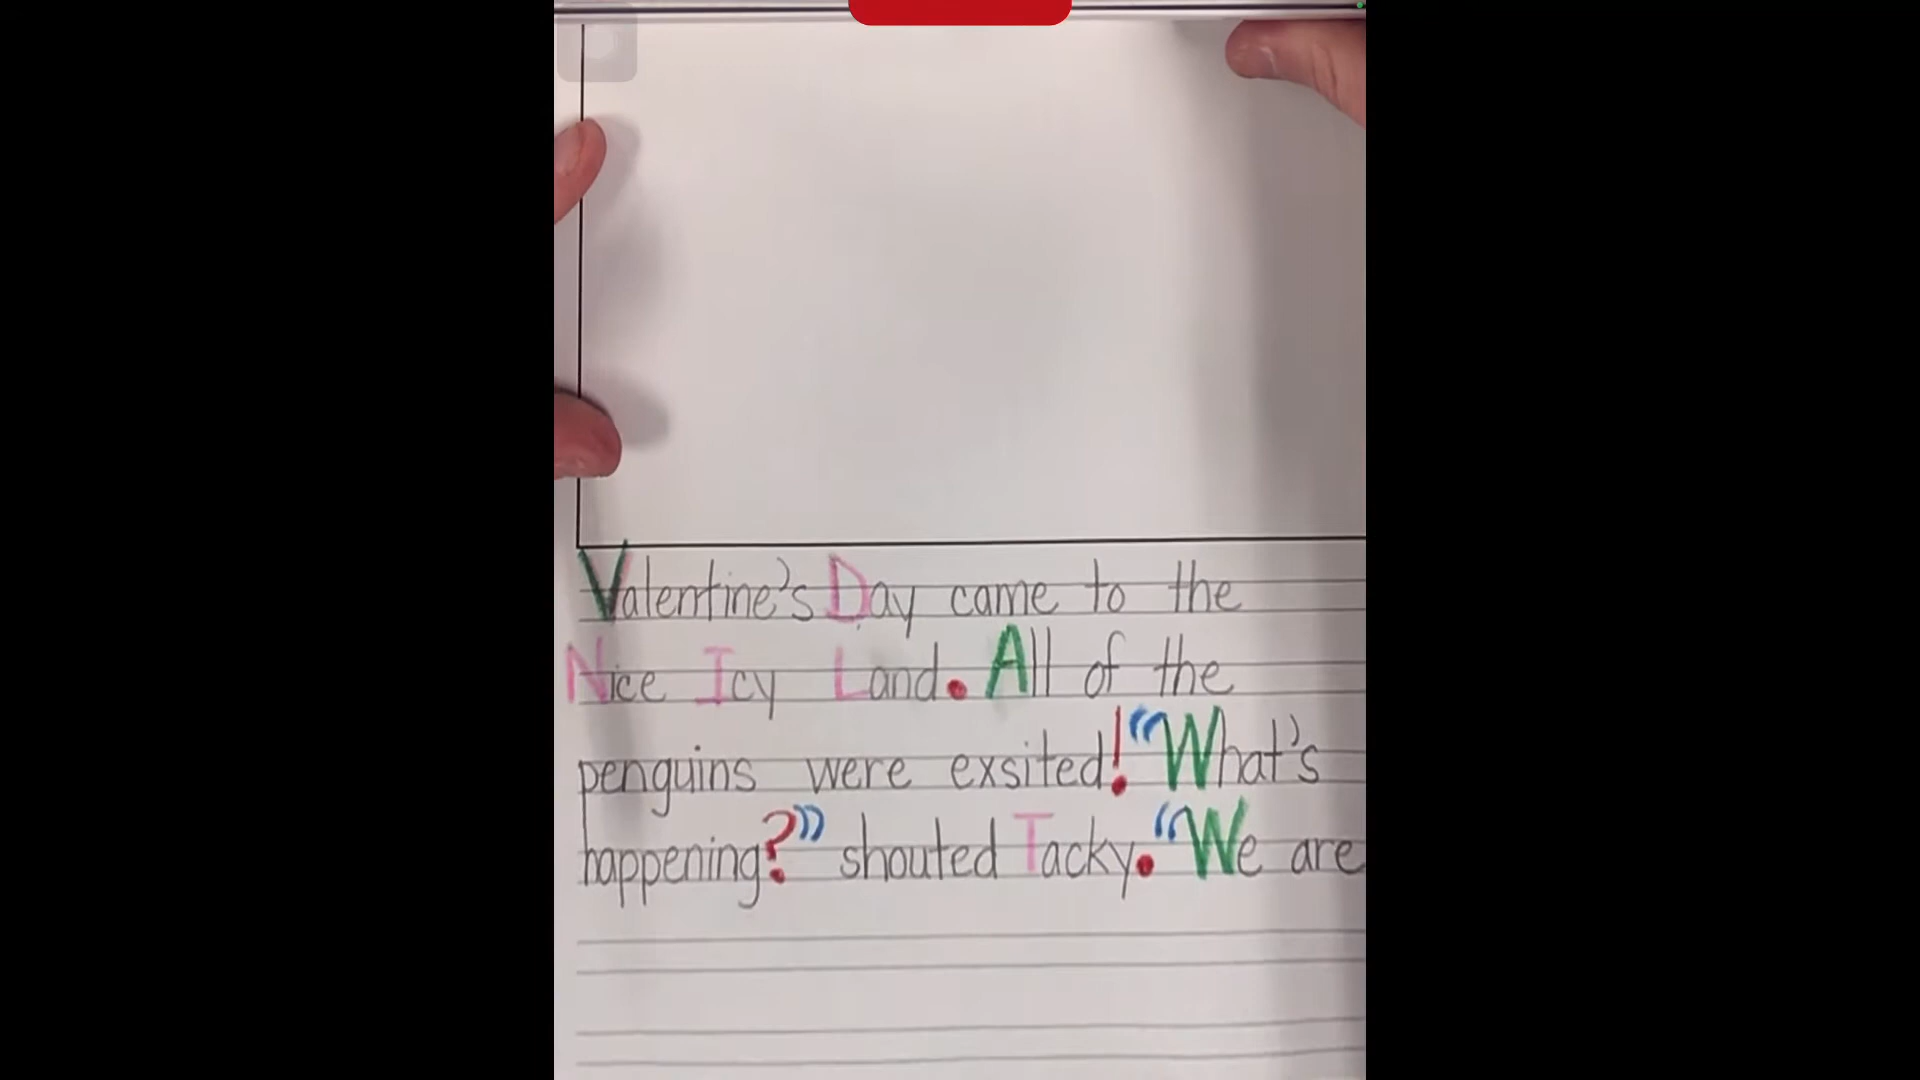 Valentine's Day came to the
Nice Icy Land. All of the
penguins were exsited! "What's
happening?" shouted Tacky. "We are